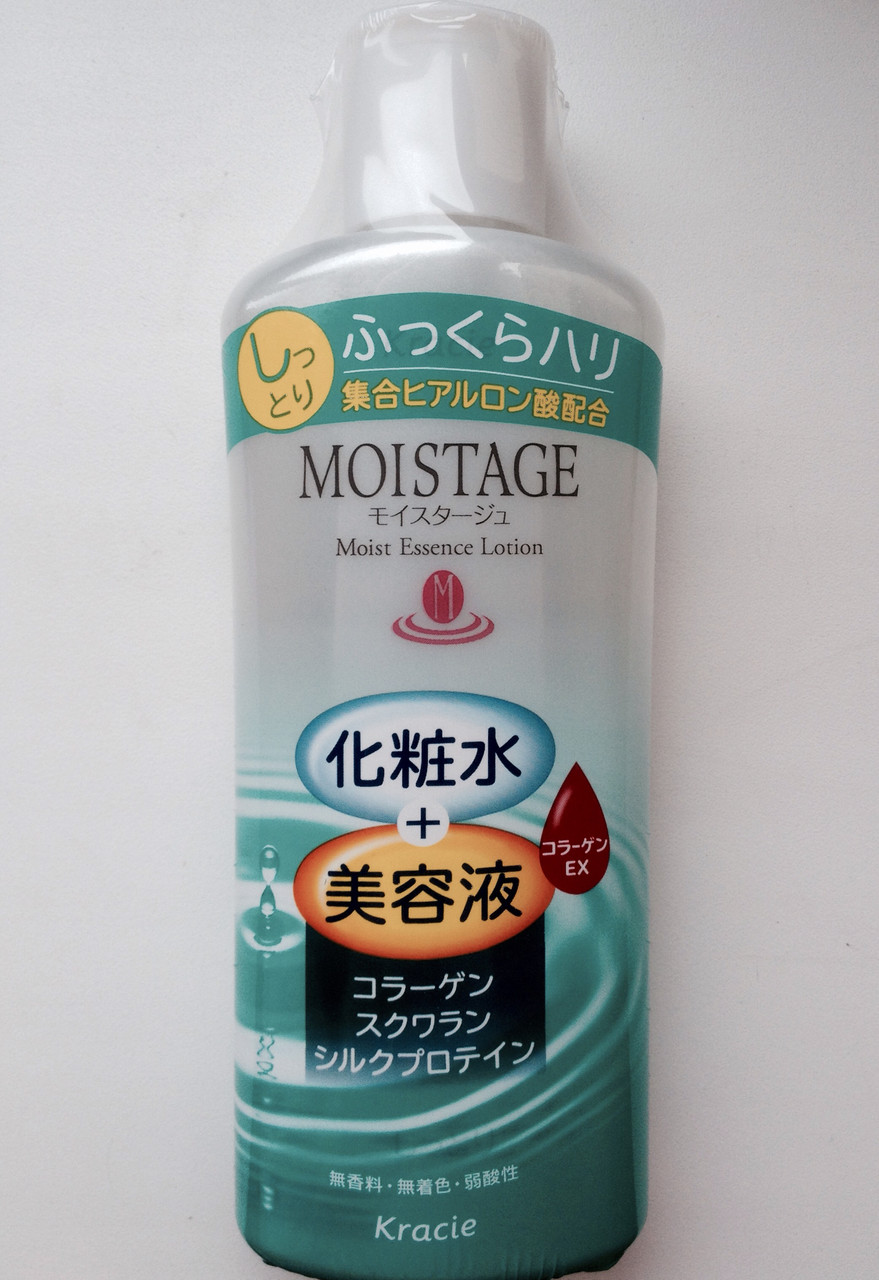 しっ
とり
ふっくらハリ
集合ヒアルロン酸配合
MOISTAGE
モイスタージュ
Moist Essence Lotion
M
化粧水
+
美容液
コラーゲン
EX
コラーゲン
スクワラン
シルクプロテイン
無香料・無着色・弱酸性
Kracie